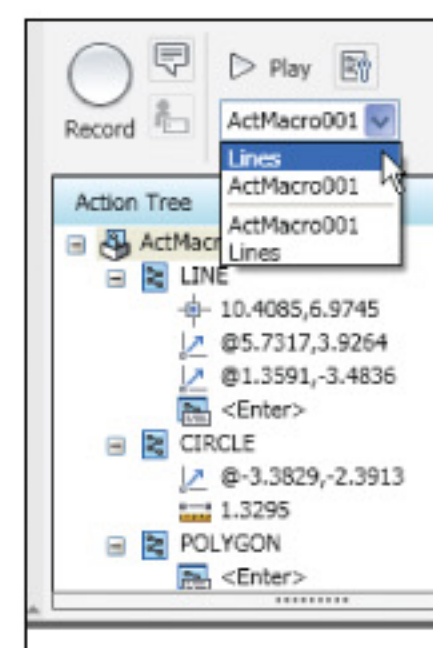 Play
Record
ActMacro001
Lines
ActMacro001
ActMacro001
Lines
Action Tree
ActMacr
LINE
10.4085,6.9745
@5.7317,3.9264
@1.3591,-3.4836
<Enter>
CIRCLE
@-3.3829,-2.3913
1.3295
POLYGON
<Enter>